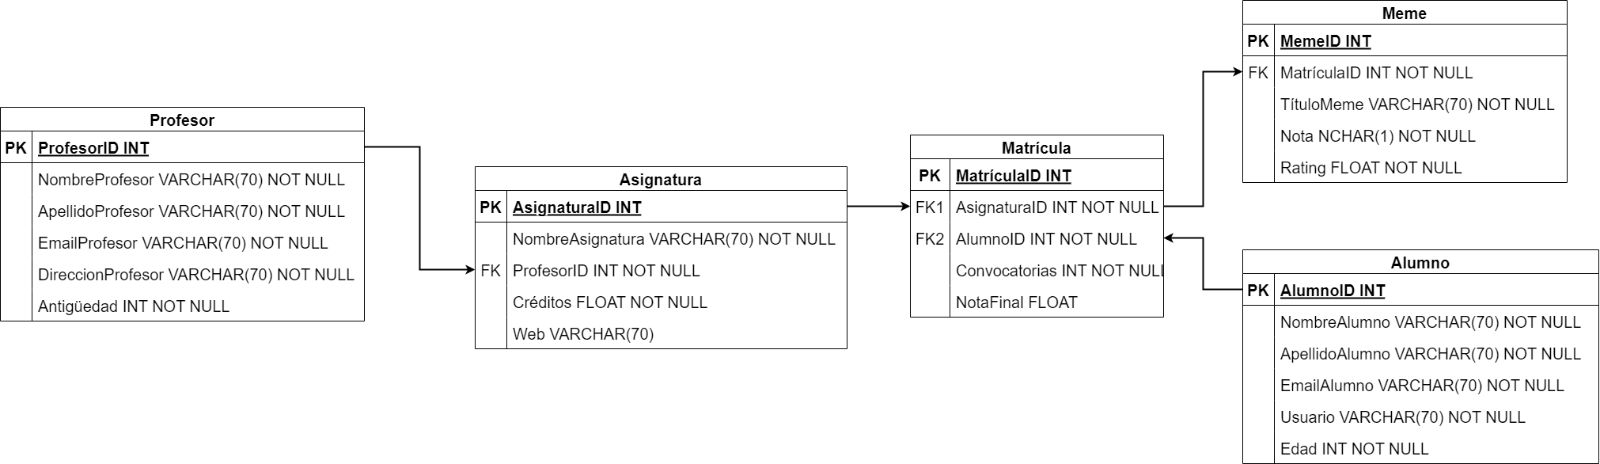 Profesor
PK ProfesorID INT
NombreProfesor VARCHAR(70) NOT NULL
ApellidoProfesor VARCHAR(70) NOT NULL
EmailProfesor VARCHAR(70) NOT NULL
DireccionProfesor VARCHAR(70) NOT NULL
Antigüedad INT NOT NULL
Asignatura
PK AsignaturaID INT
NombreAsignatura VARCHAR(70) NOT NULL
FK ProfesorID INT NOT NULL
Créditos FLOAT NOT NULL
Web VARCHAR(70)
Matrícula
PK MatrículaID INT
FK1 AsignaturaID INT NOT NULL
FK2 AlumnoID INT NOT NULL
Convocatorias INT NOT NULL
NotaFinal FLOAT
Meme
PK MemeID INT
FK MatrículaID INT NOT NULL
TítuloMeme VARCHAR(70) NOT NULL
Nota NCHAR(1) NOT NULL
Rating FLOAT NOT NULL
Alumno
PK AlumnoID INT
NombreAlumno VARCHAR(70) NOT NULL
ApellidoAlumno VARCHAR(70) NOT NULL
EmailAlumno VARCHAR(70) NOT NULL
Usuario VARCHAR(70) NOT NULL
Edad INT NOT NULL